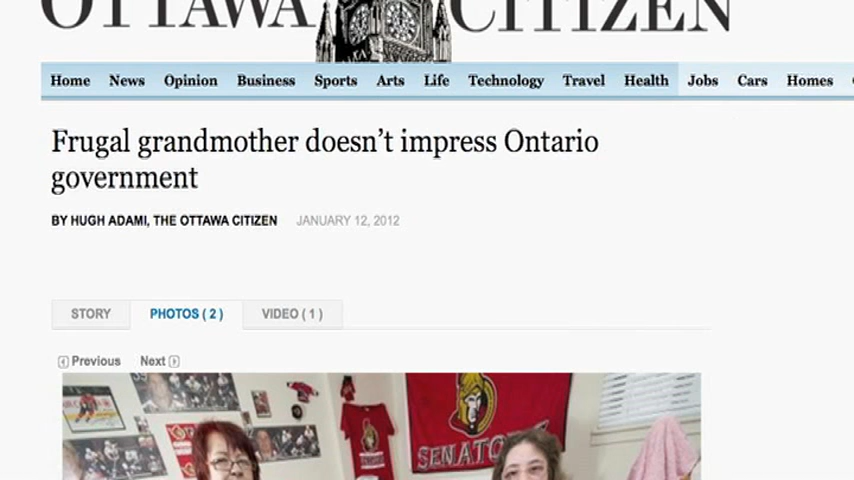 OTTAWA CITIZEN
Home News Opinion Business Sports Arts Life Technology Travel Health Jobs Cars Homes
Frugal grandmother doesn't impress Ontario
government
BY HUGH ADAMI, THE OTTAWA CITIZEN JANUARY 12, 2012
STORY PHOTOS ( 2 ) VIDEO ( 1 )
Previous Next
SENATO